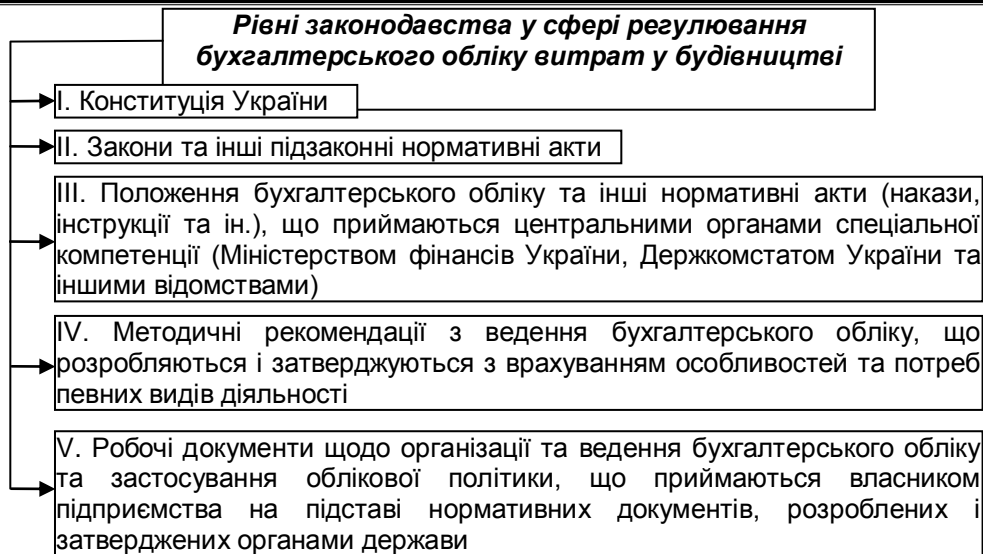 Рівні законодавства у сфері регулювання
бухгалтерського обліку витрат у будівництві
I. Конституція України
II. Закони та інші підзаконні нормативні акти
III. Положення бухгалтерського обліку та інші нормативні акти (накази,
інструкції та ін.), що приймаються центральними органами спеціальної
компетенції (Міністерством фінансів України, Держкомстатом України та
іншими відомствами)
IV. Методичні рекомендації з ведення бухгалтерського обліку, що
розробляються і затверджуються з врахуванням особливостей та потреб
певних видів діяльності
V. Робочі документи щодо організації та ведення бухгалтерського обліку
та застосування облікової політики, що приймаються власником
підприємства на підставі нормативних документів, розроблених і
затверджених органами держави